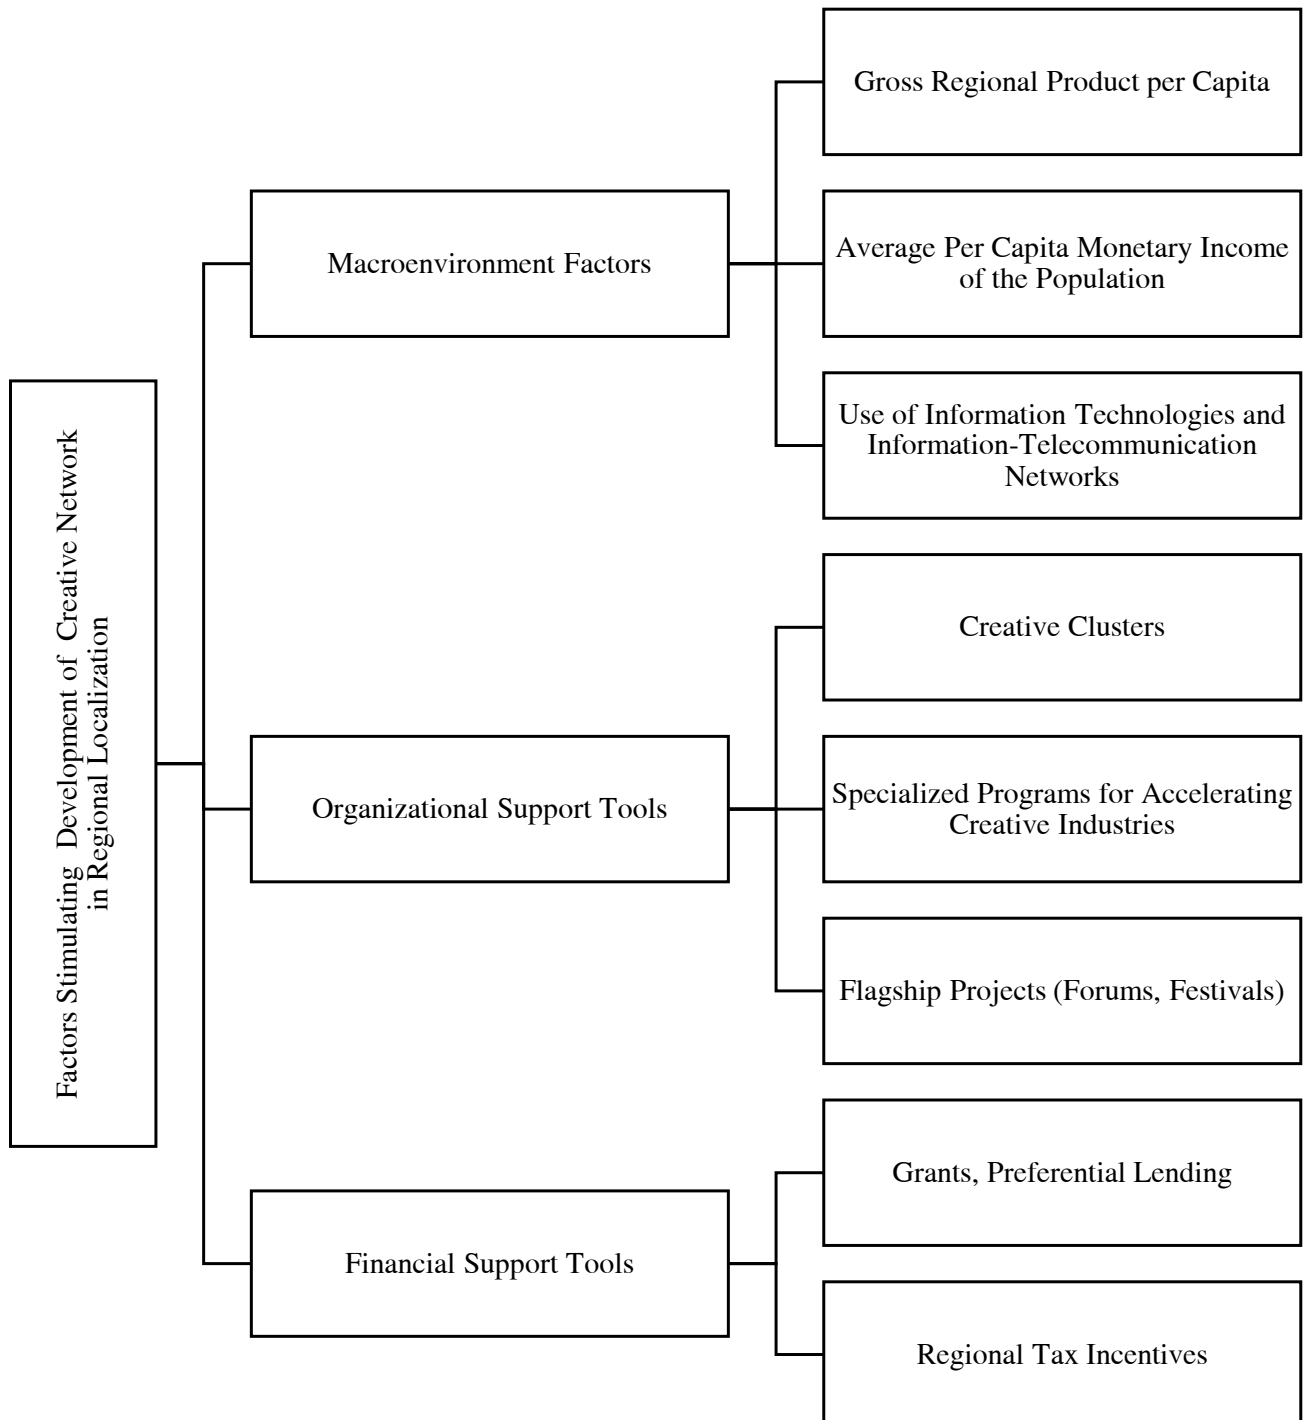 Factors Stimulating Development of Creative Network
in Regional Localization
Macroenvironment Factors
Gross Regional Product per Capita
Average Per Capita Monetary Income
of the Population
Use of Information Technologies and
Information-Telecommunication
Networks
Organizational Support Tools
Creative Clusters
Specialized Programs for Accelerating
Creative Industries
Flagship Projects (Forums, Festivals)
Financial Support Tools
Grants, Preferential Lending
Regional Tax Incentives